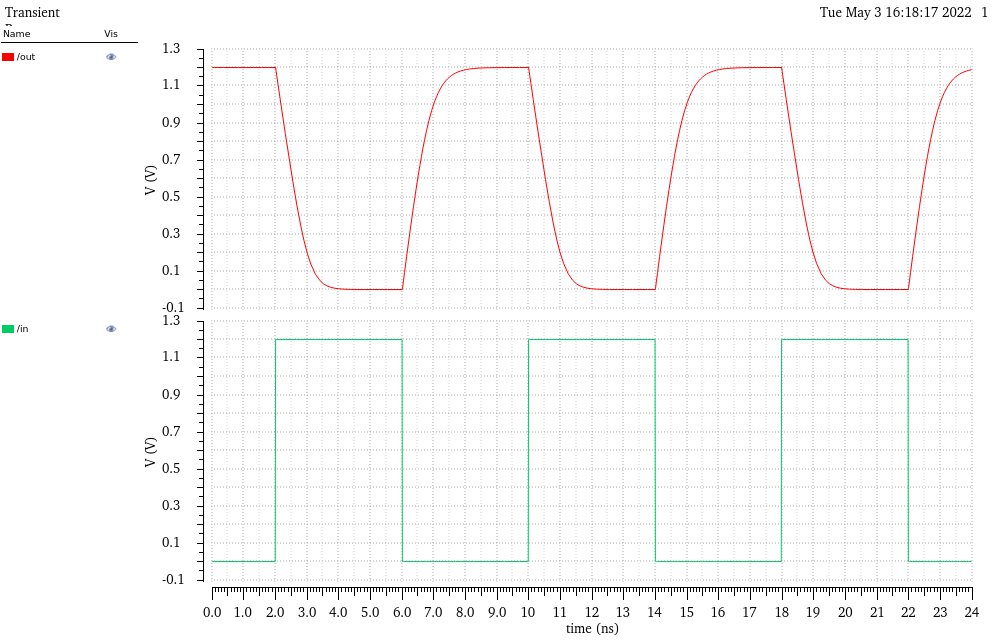 Transient
Tue May 3 16:18:17 2022 1
Name Vis
/out
1.3
1.1
0.9
0.7
0.5
0.3
0.1
-0.1
V (V)
/in
1.3
1.1
0.9
0.7
0.5
0.3
0.1
-0.1
V (V)
0.0 1.0 2.0 3.0 4.0 5.0 6.0 7.0 8.0 9.0 10 11 12 13 14 15 16 17 18 19 20 21 22 23 24
time (ns)